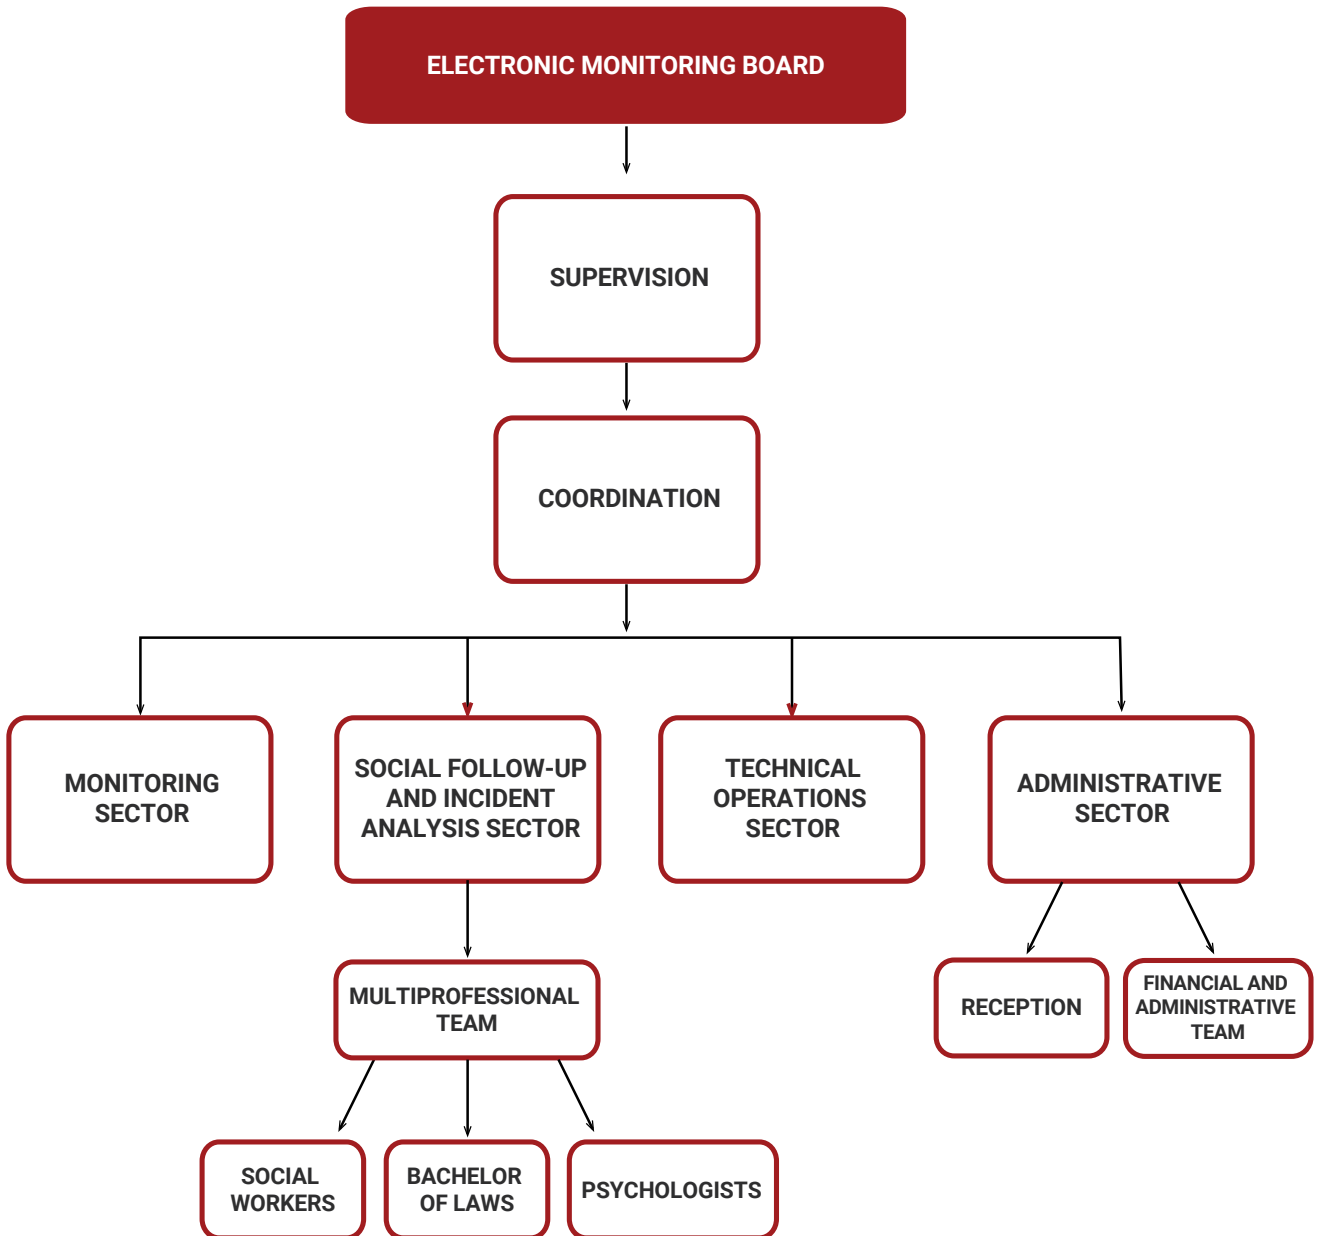 ELECTRONIC MONITORING BOARD
SUPERVISION
COORDINATION
MONITORING
SECTOR
SOCIAL FOLLOW-UP
AND INCIDENT
ANALYSIS SECTOR
TECHNICAL
OPERATIONS
SECTOR
ADMINISTRATIVE
SECTOR
MULTIPROFESSIONAL
TEAM
RECEPTION
FINANCIAL AND
ADMINISTRATIVE
TEAM
SOCIAL
WORKERS
BACHELOR
OF LAWS
PSYCHOLOGISTS